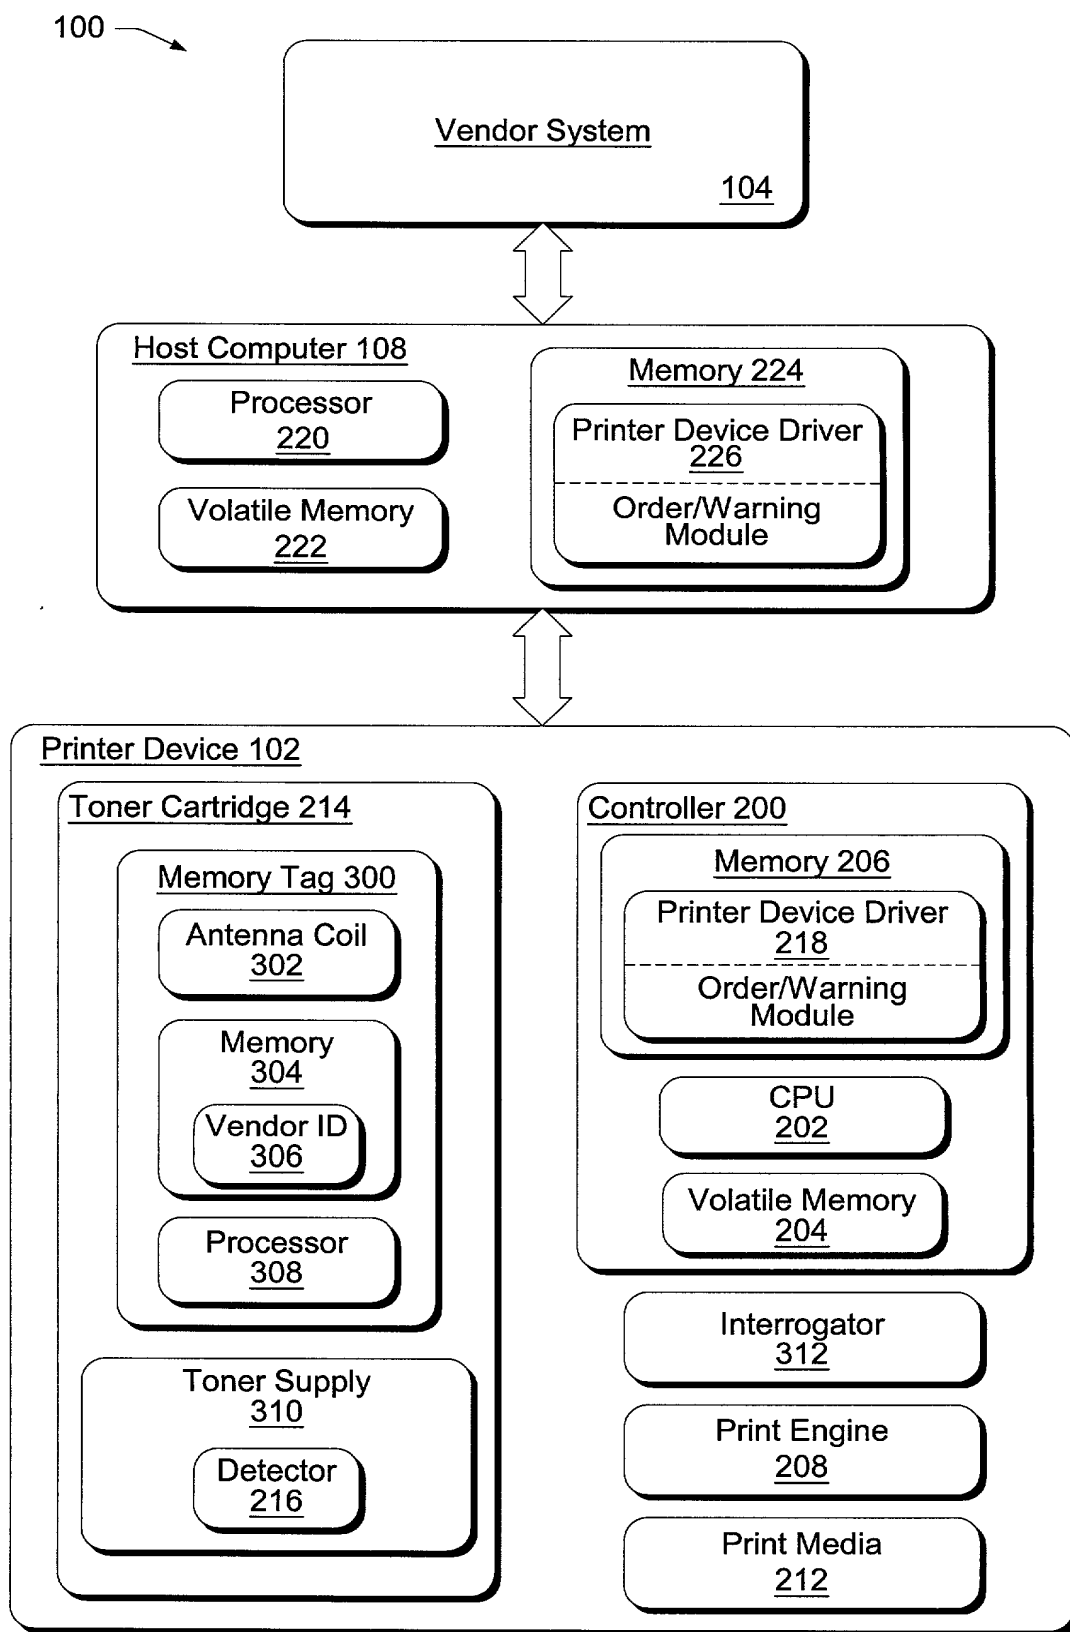 100
Vendor System
104
Host Computer 108
Processor
220
Volatile Memory
222
Memory 224
Printer Device Driver
226
Order/Warning
Module
Printer Device 102
Toner Cartridge 214
Memory Tag 300
Antenna Coil
302
Memory
304
Vendor ID
306
Processor
308
Toner Supply
310
Detector
216
Controller 200
Memory 206
Printer Device Driver
218
Order/Warning
Module
CPU
202
Volatile Memory
204
Interrogator
312
Print Engine
208
Print Media
212